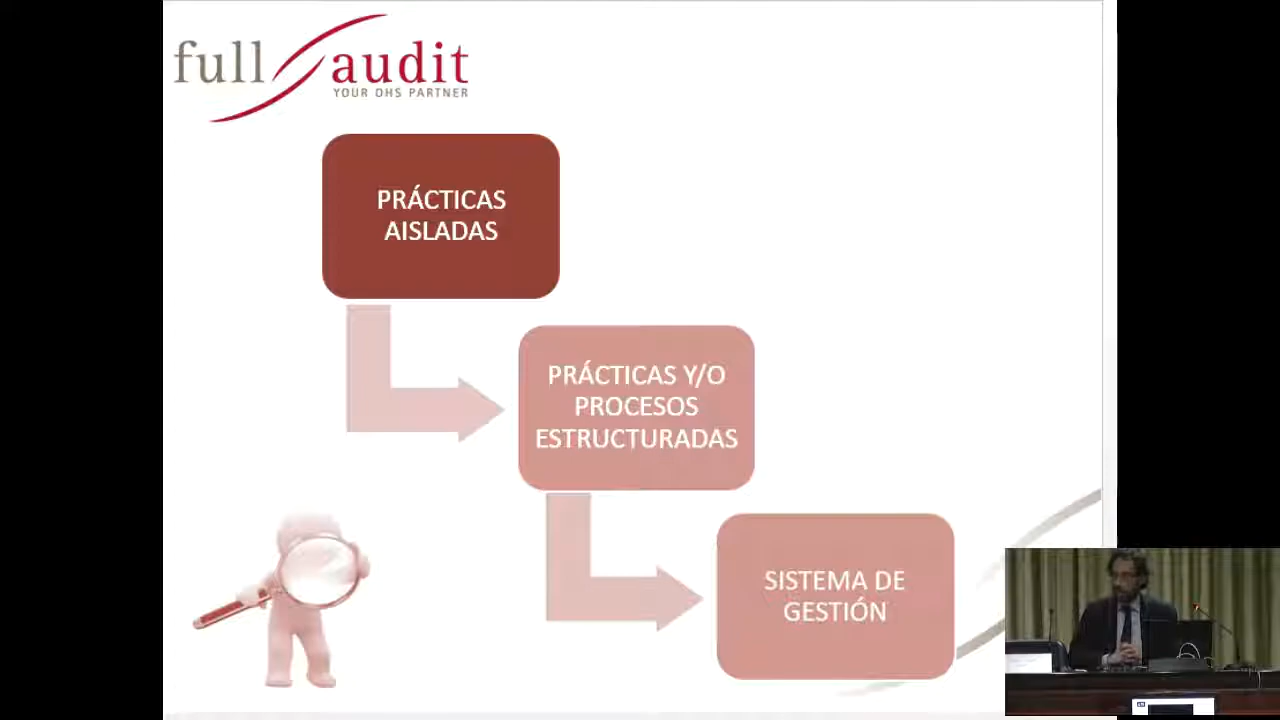 full audit
YOUR OHS PARTNER
PRÁCTICAS
AISLADAS
PRÁCTICAS Y/O
PROCESOS
ESTRUCTURADAS
SISTEMA DE
GESTIÓN